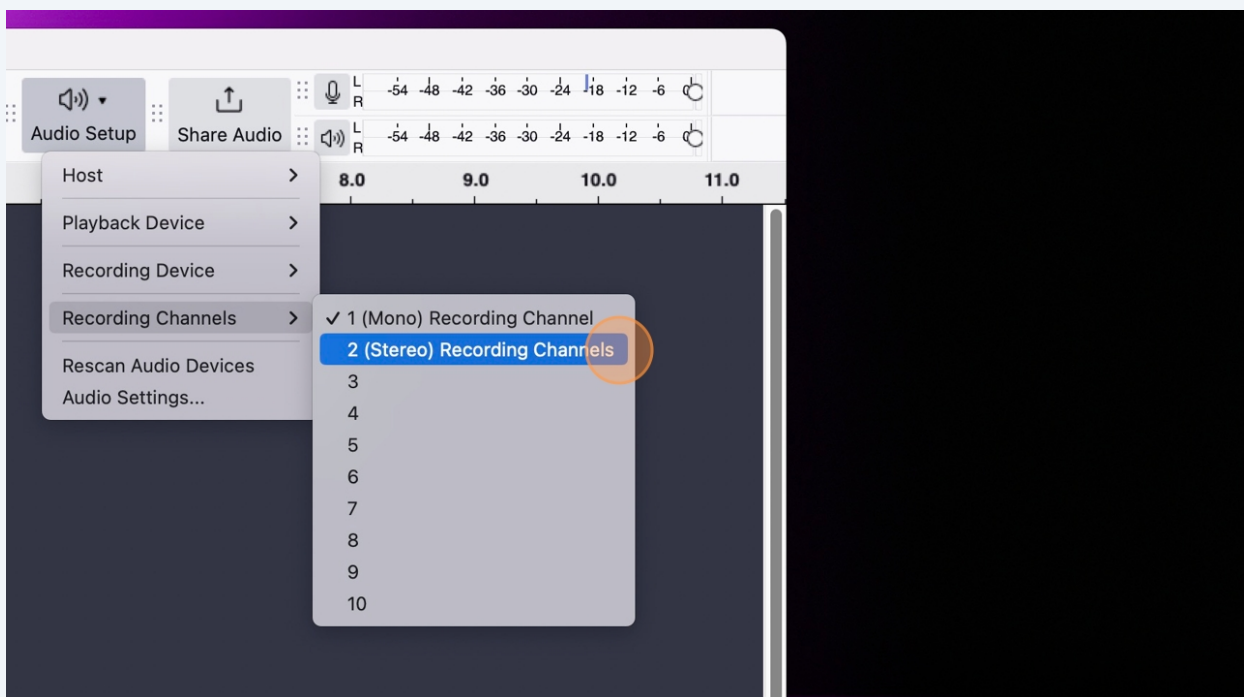 Audio Setup
Share Audio
L
R
-54 -48 -42 -36 -30 -24 -18 -12 -6 0
L
R
-54 -48 -42 -36 -30 -24 -18 -12 -6 0
8.0 9.0 10.0 11.0
Host
Playback Device
Recording Device
Recording Channels
Rescan Audio Devices
Audio Settings...
1 (Mono) Recording Channel
2 (Stereo) Recording Channels
3
4
5
6
7
8
9
10